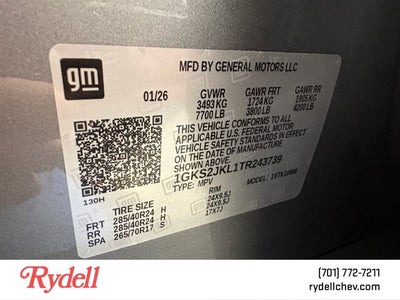 gm
MFD BY GENERAL MOTORS LLC
01/26 GVWR GAWR FRT GAWR RR
3493 KG 1724 KG 1905 KG
7700 LB 3800 LB 4200 LB
THIS VEHICLE CONFORMS TO ALL
APPLICABLE U.S. FEDERAL MOTOR
VEHICLE SAFETY STANDARDS IN
EFFECT ON THE DATE OF MANUFACTURE
SHOWN ABOVE.
1GKS2JKL1TR243739
TYPE: MPV MODEL:
130H
TIRE SIZE RIM
FRT 285/40R24 H 24X9.5J
RR 285/40R24 H 24X9.5J
SPA 265/70R17 S 17X7J
Rydell
(701) 772-7211
rydellchev.com